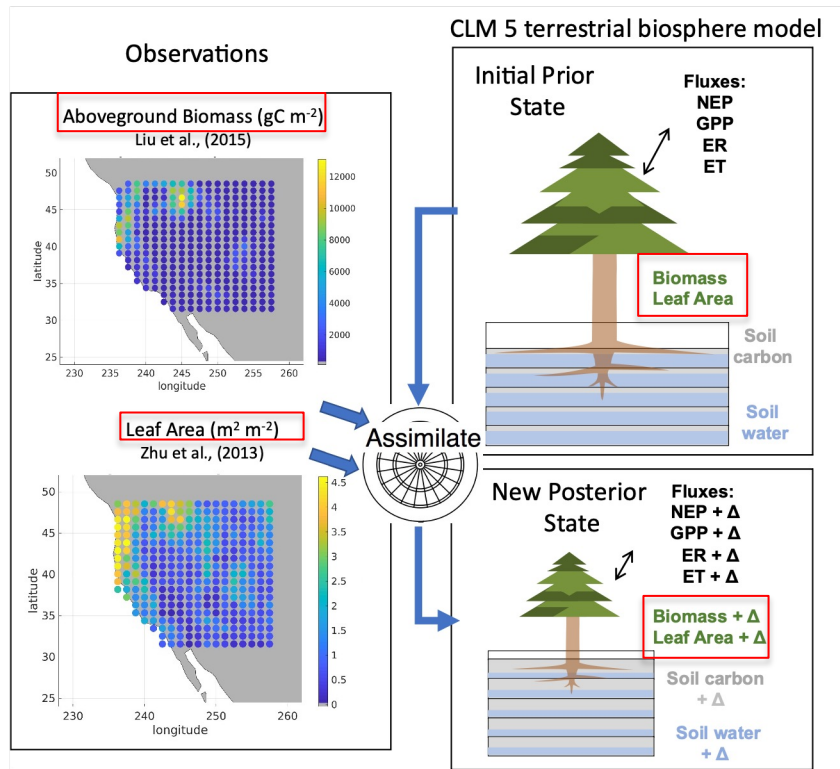 Observations
Aboveground Biomass (gC m⁻²)
Liu et al., (2015)
50
45
40
35
30
25
latitude
230 235 240 245 250 255 260
longitude
12000
10000
8000
6000
4000
2000
Leaf Area (m² m⁻²)
Zhu et al., (2013)
50
45
40
35
30
25
latitude
230 240 250 260
longitude
4.5
4
3.5
3
2.5
2
1.5
1
0.5
0
Assimilate
CLM 5 terrestrial biosphere model
Initial Prior
State
Fluxes:
NEP
GPP
ER
ET
Biomass
Leaf Area
Soil
carbon
Soil
water
New Posterior
State
Fluxes:
NEP + Δ
GPP + Δ
ER + Δ
ET + Δ
Biomass + Δ
Leaf Area + Δ
Soil carbon
+ Δ
Soil water
+ Δ